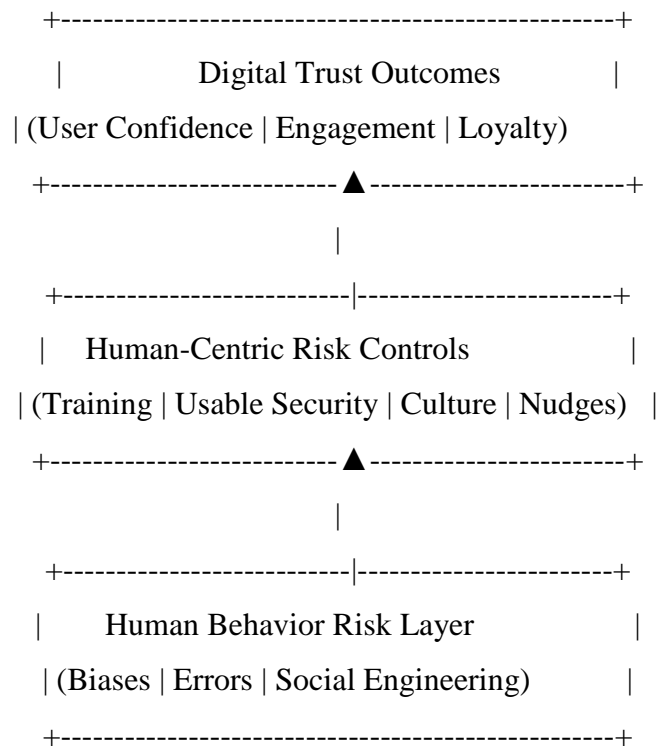 +-----------------------------------------------------+
| Digital Trust Outcomes |
| (User Confidence | Engagement | Loyalty)
+--------------------------- ▲ ------------------------+
|
+---------------------------|------------------------+
| Human-Centric Risk Controls |
| (Training | Usable Security | Culture | Nudges) |
+--------------------------- ▲ ------------------------+
|
+---------------------------|------------------------+
| Human Behavior Risk Layer |
| (Biases | Errors | Social Engineering) |
+-----------------------------------------------------+